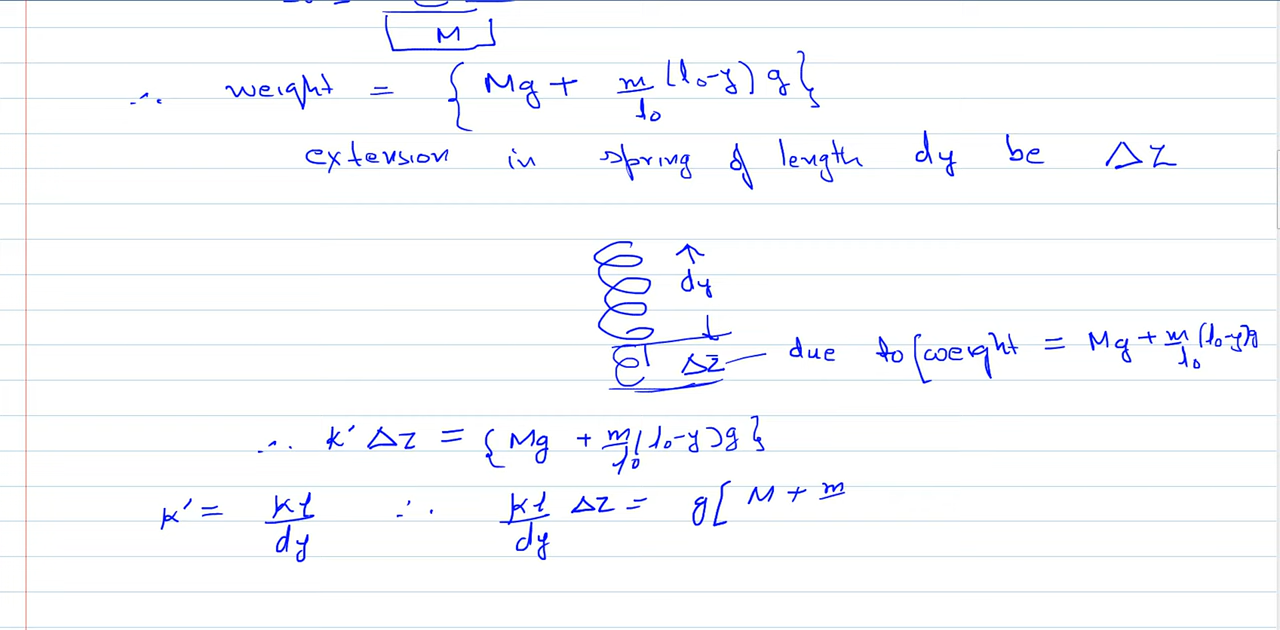 M
∴ weight = { Mg + m/l₀ (l₀-y) g }
extension in spring of length dy be ΔZ
dy
ΔZ due to [weight = Mg + m/l₀ (l₀-y)g
∴ k' ΔZ = { Mg + m/l₀ (l₀-y) g }
k' = kl/dy ∴ kl/dy ΔZ = g[ M + m